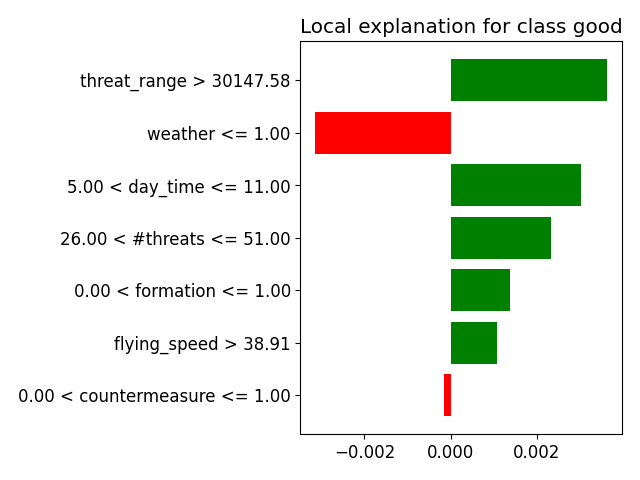 Local explanation for class good
threat_range > 30147.58
weather <= 1.00
5.00 < day_time <= 11.00
26.00 < #threats <= 51.00
0.00 < formation <= 1.00
flying_speed > 38.91
0.00 < countermeasure <= 1.00
−0.002 0.000 0.002